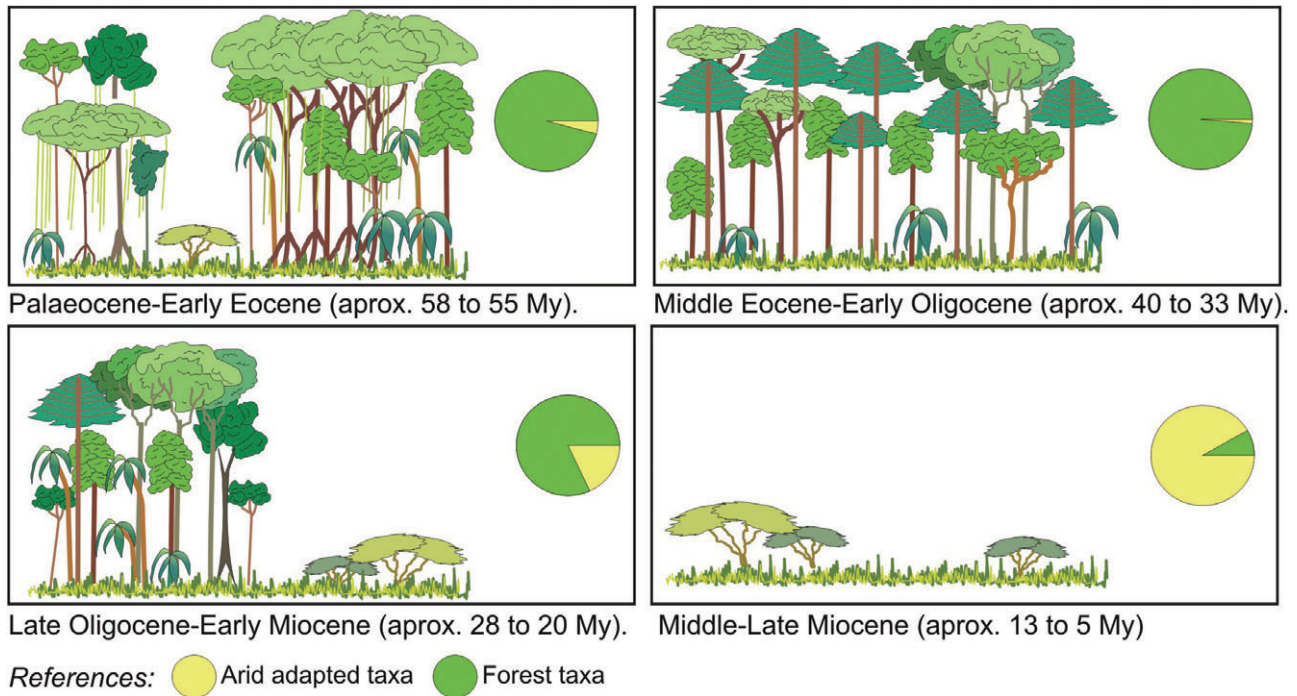 Palaeocene-Early Eocene (aprox. 58 to 55 My).
Middle Eocene-Early Oligocene (aprox. 40 to 33 My).
Late Oligocene-Early Miocene (aprox. 28 to 20 My).
Middle-Late Miocene (aprox. 13 to 5 My)
References: Arid adapted taxa Forest taxa